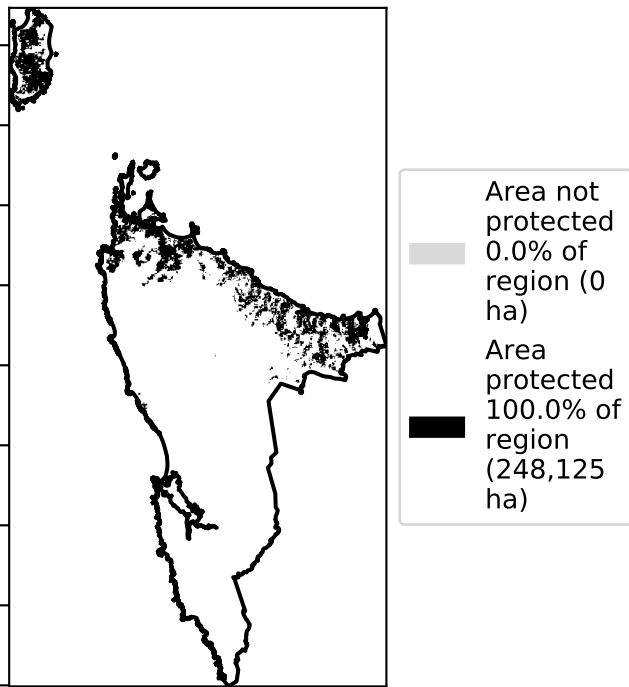 Area not
protected
0.0% of
region (0
ha)
Area
protected
100.0% of
region
(248,125
ha)